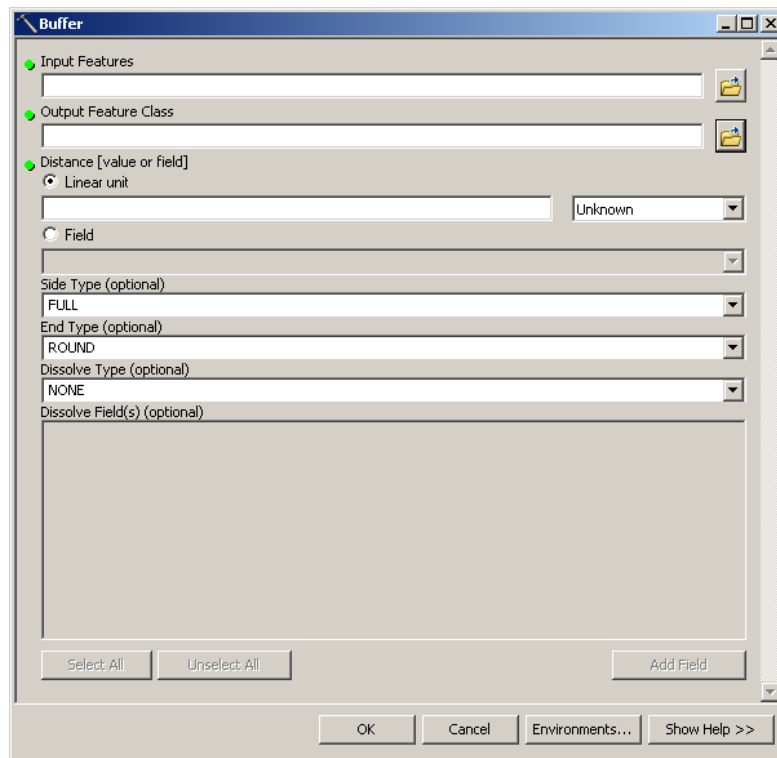 Buffer
Input Features
Output Feature Class
Distance [value or field]
Linear unit
Unknown
Field
Side Type (optional)
FULL
End Type (optional)
ROUND
Dissolve Type (optional)
NONE
Dissolve Field(s) (optional)
Select All Unselect All Add Field
OK Cancel Environments... Show Help >>